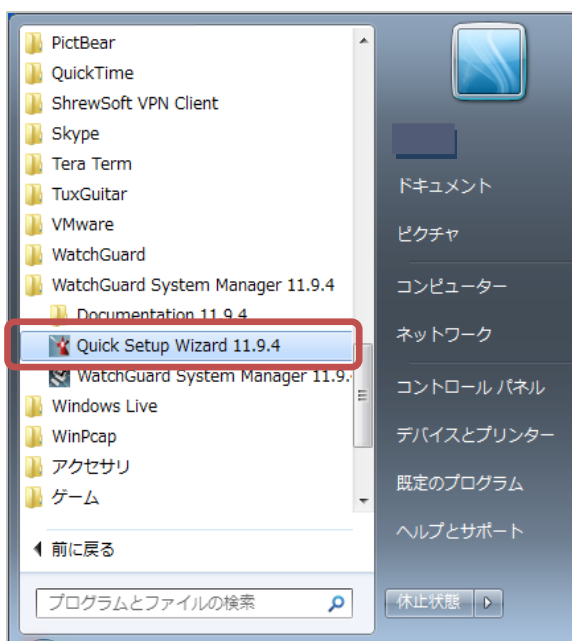 PictBear
QuickTime
ShrewSoft VPN Client
Skype
Tera Term
TuxGuitar
VMware
WatchGuard
WatchGuard System Manager 11.9.4
Documentation 11.9.4
Quick Setup Wizard 11.9.4
WatchGuard System Manager 11.9.
Windows Live
WinPcap
アクセサリ
ゲーム
前に戻る
プログラムとファイルの検索
ドキュメント
ピクチャ
コンピューター
ネットワーク
コントロール パネル
デバイスとプリンター
既定のプログラム
ヘルプとサポート
休止状態